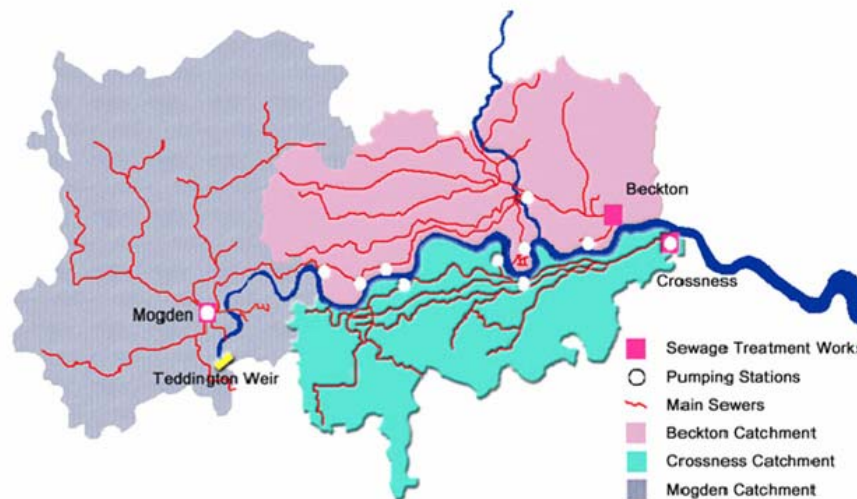 Beckton
Crossness
Mogden
Teddington Weir
Sewage Treatment Works
Pumping Stations
Main Sewers
Beckton Catchment
Crossness Catchment
Mogden Catchment